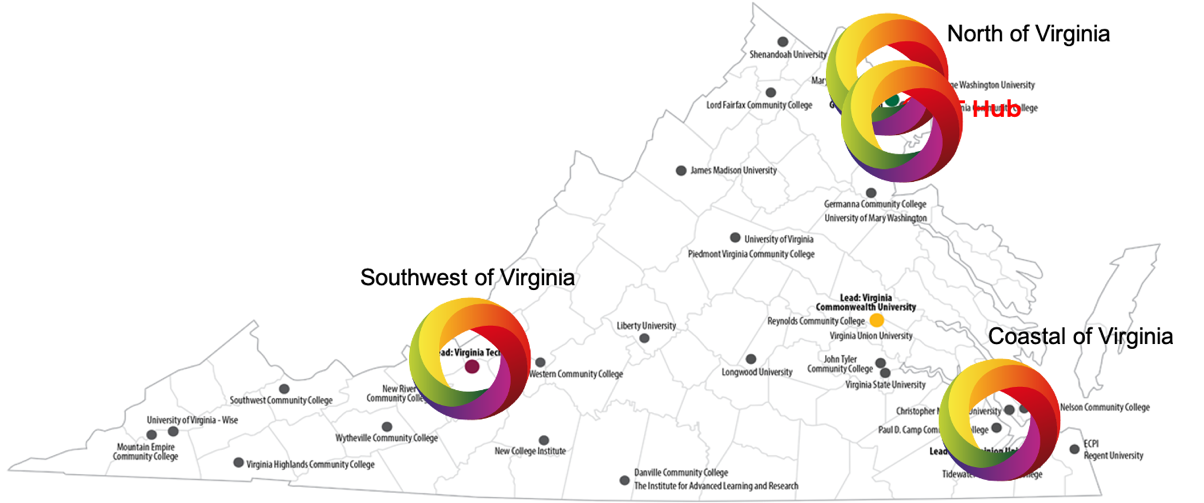 North of Virginia
Shenandoah University
Washington University
Lord Fairfax Community College
College
Hub
James Madison University
Germanna Community College
University of Mary Washington
University of Virginia
Piedmont Virginia Community College
Southwest of Virginia
Lead: Virginia
Commonwealth University
Reynolds Community College
Virginia Union University
Liberty University
Coastal of Virginia
Virginia Tec
Western Community College
Longwood University
John Tyler
Community College
Virginia State University
New River
Community
Southwest Community College
Christopher
University
Nelson Community College
University of Virginia - Wise
Paul D. Camp
College
Mountain Empire
Community College
Wytheville Community College
New College Institute
ECPI
Regent University
Lead
Virginia Highlands Community College
Danville Community College
The Institute for Advanced Learning and Research
Tidewater
College